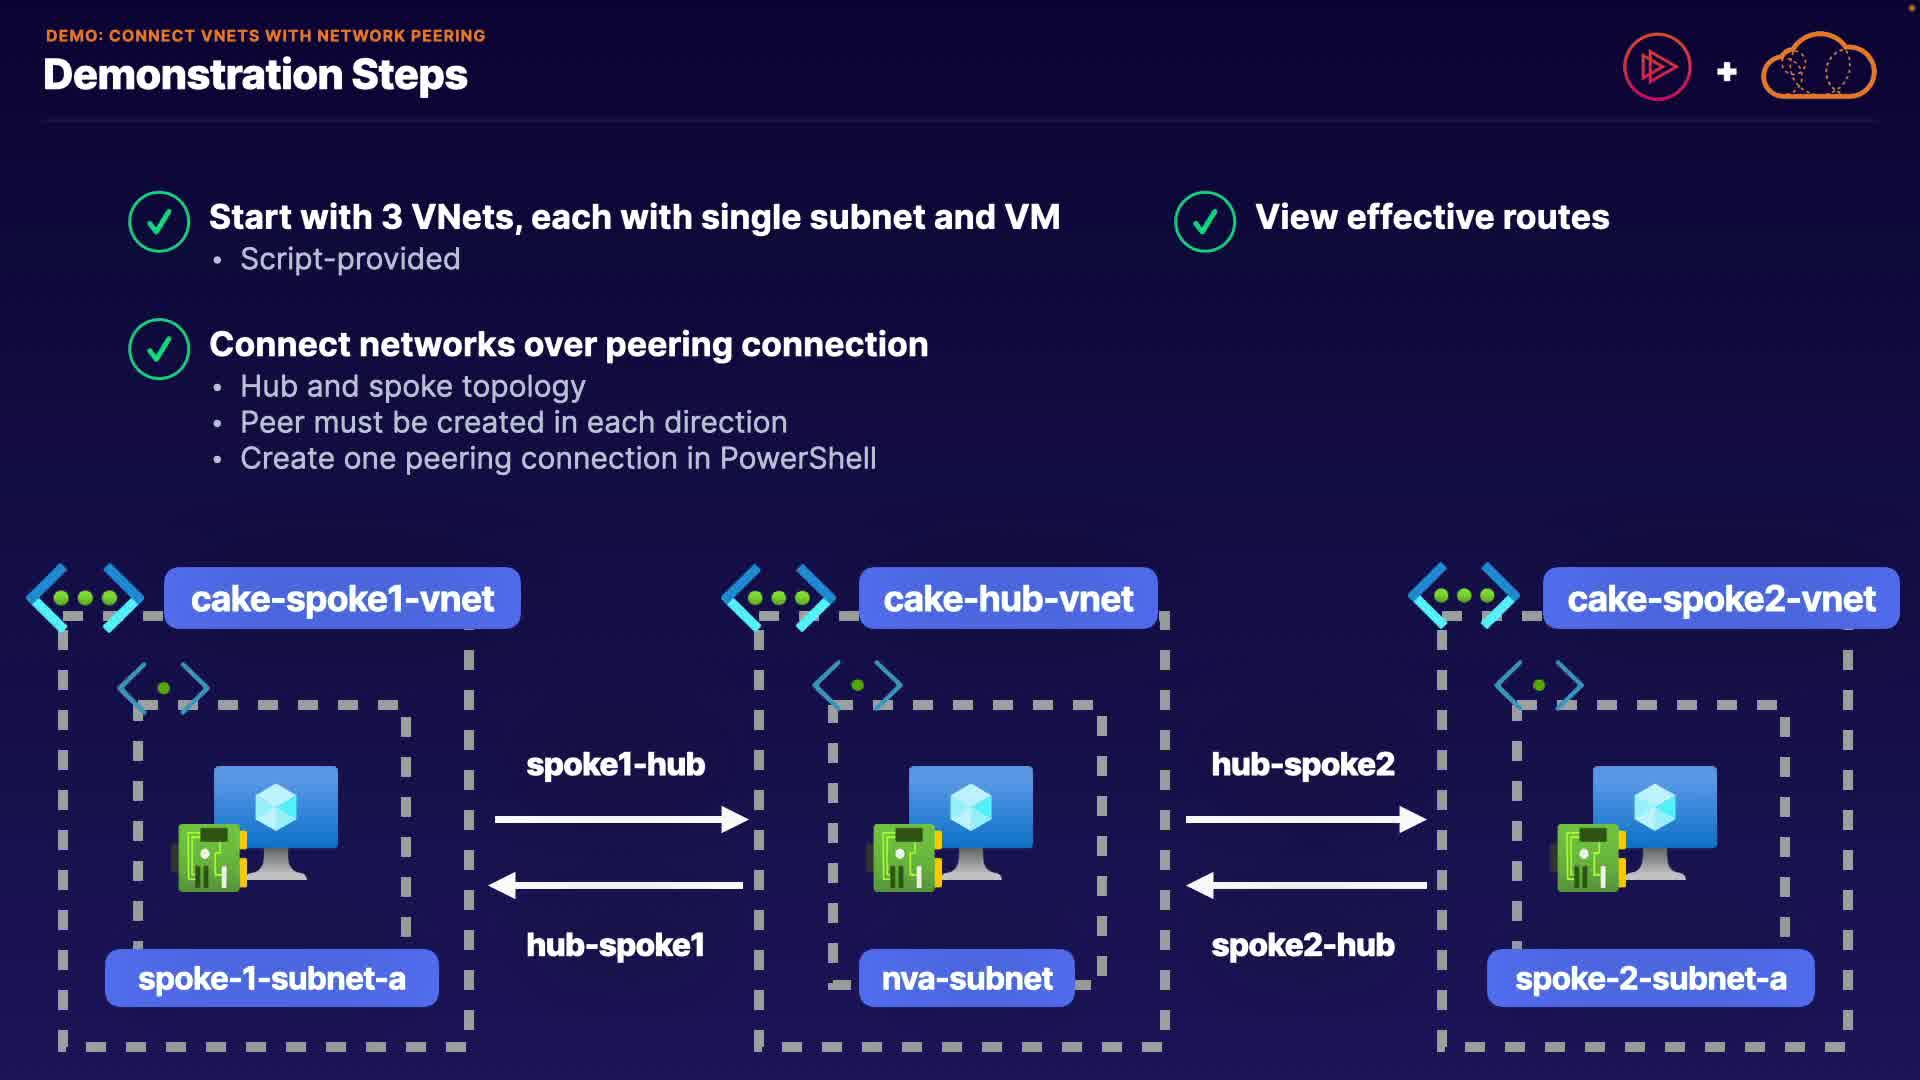 DEMO: CONNECT VNETS WITH NETWORK PEERING
Demonstration Steps
+
Start with 3 VNets, each with single subnet and VM
• Script-provided
Connect networks over peering connection
• Hub and spoke topology
• Peer must be created in each direction
• Create one peering connection in PowerShell
View effective routes
cake-spoke1-vnet
cake-hub-vnet
cake-spoke2-vnet
spoke1-hub
hub-spoke2
hub-spoke1
spoke2-hub
spoke-1-subnet-a
nva-subnet
spoke-2-subnet-a